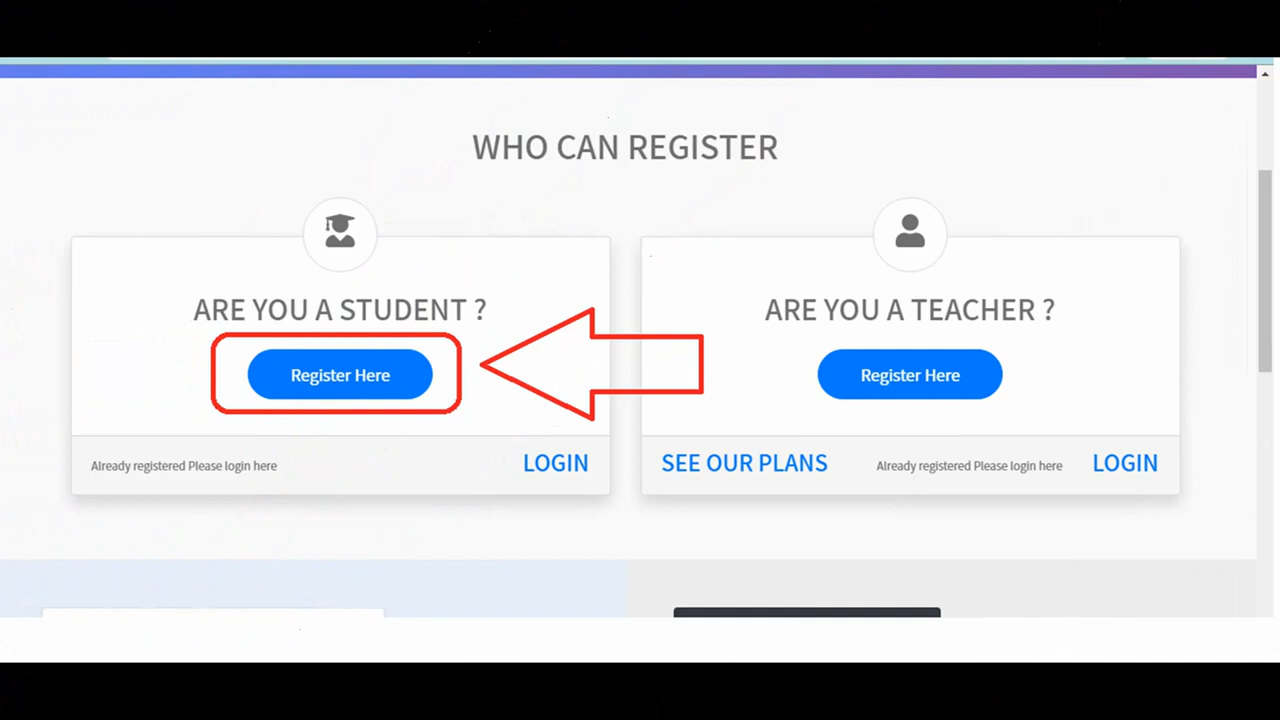 WHO CAN REGISTER
ARE YOU A STUDENT ?
Register Here
Already registered Please login here
LOGIN
ARE YOU A TEACHER ?
Register Here
SEE OUR PLANS
Already registered Please login here
LOGIN